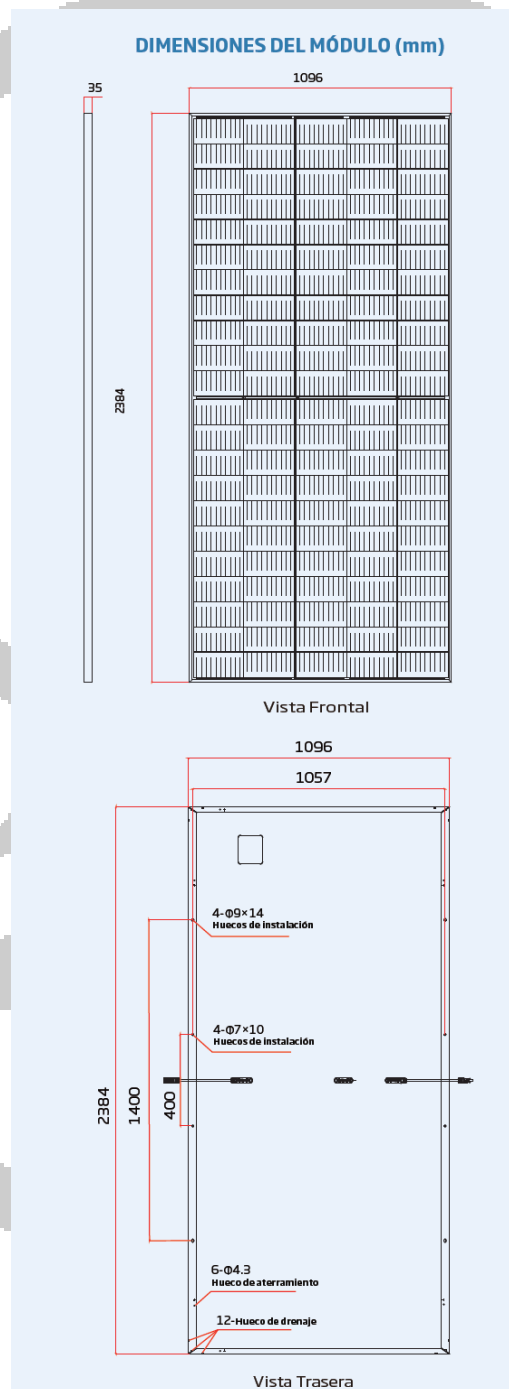 DIMENSIONES DEL MÓDULO (mm)
35
1096
2384
Vista Frontal
1096
1057
4-Φ9×14
Huecos de instalación
4-Φ7×10
Huecos de instalación
2384
1400
400
6-Φ4.3
Hueco de aterramiento
12-Hueco de drenaje
Vista Trasera